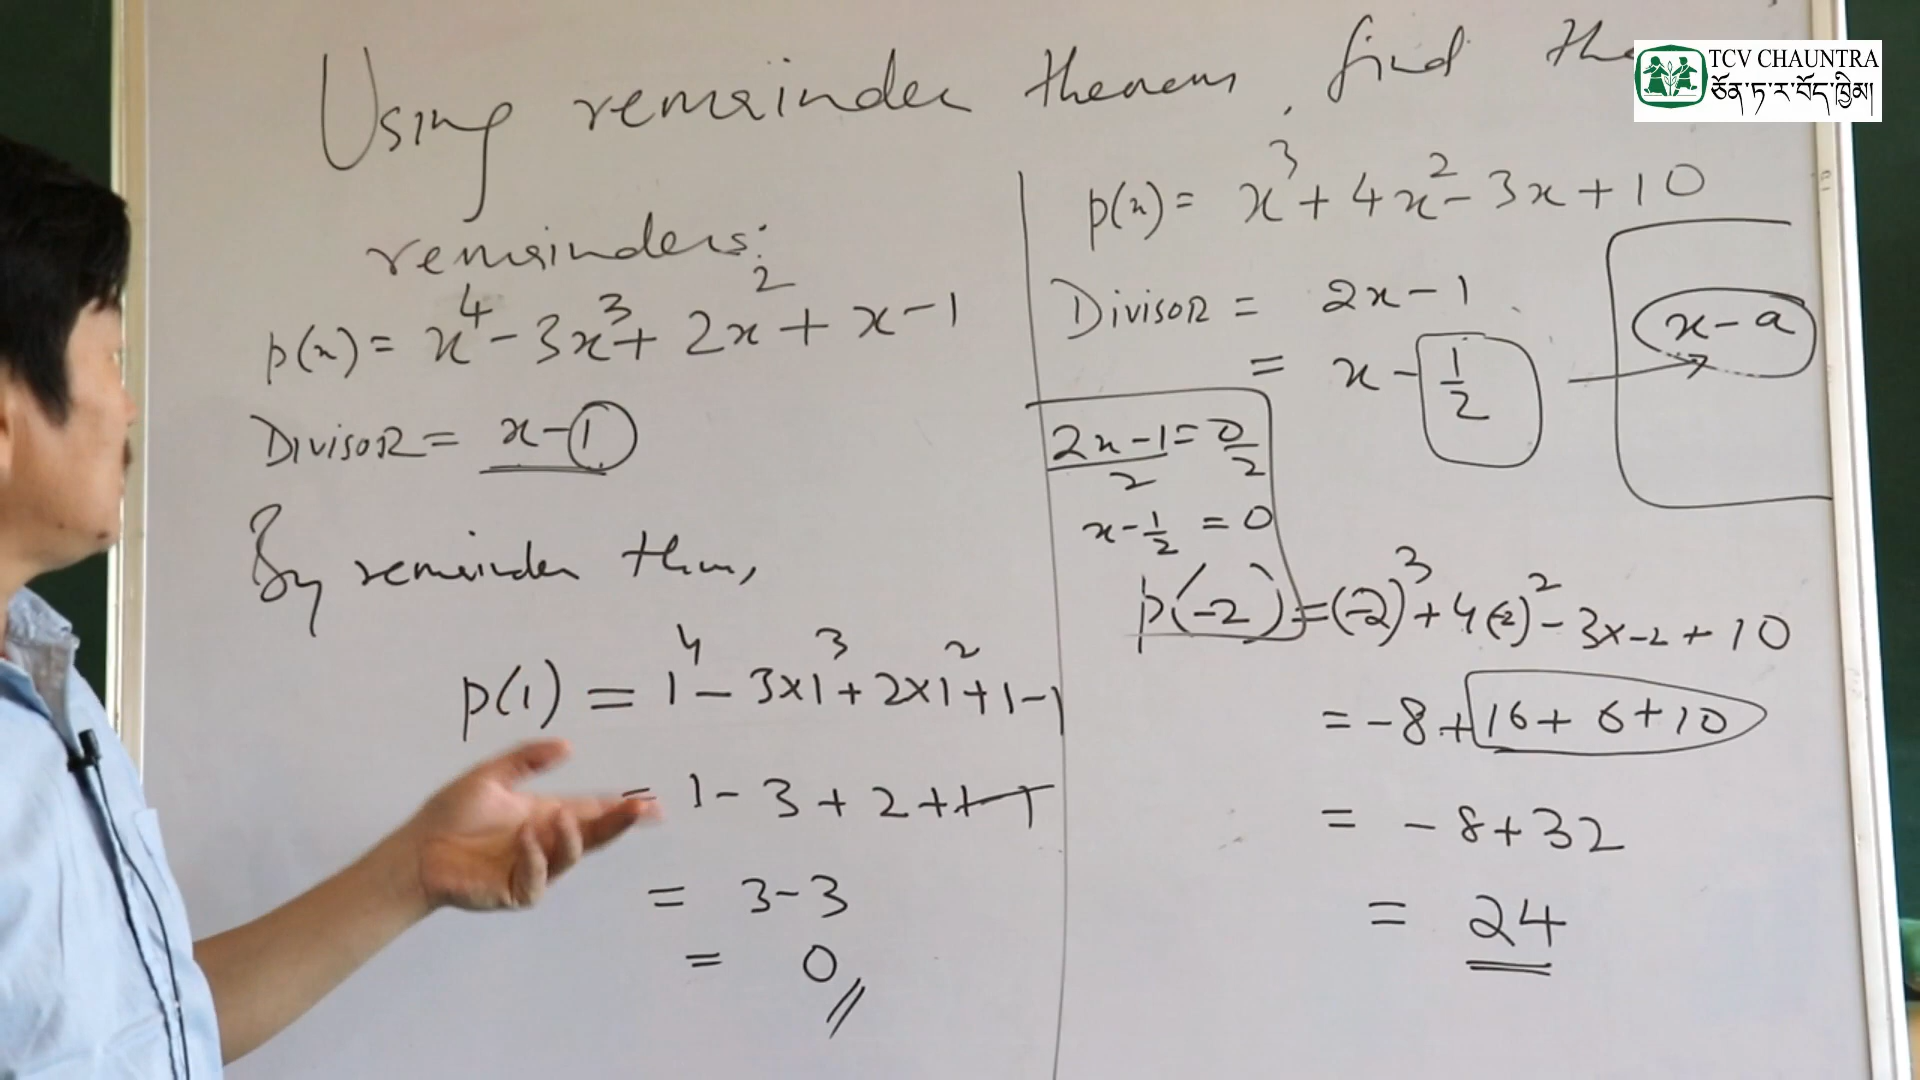 Using remainder theorem, find the
remainders:
p(x) = x⁴ - 3x³ + 2x² + x - 1
Divisor = x - 1
By remainder thm,
p(1) = 1⁴ - 3x1³ + 2x1² + 1 - 1
= 1 - 3 + 2 + 1 - 1
= 3 - 3
= 0
p(x) = x³ + 4x² - 3x + 10
Divisor = 2x - 1
= x - 1/2
x - a
2x - 1/2 = 0/2
x - 1/2 = 0
p(-2) = (-2)³ + 4(-2)² - 3x-2 + 10
= -8 + 16 + 6 + 10
= -8 + 32
= 24
TCV CHAUNTRA
ཅོན་ཏ་ར་བོད་ཁྱིམ།